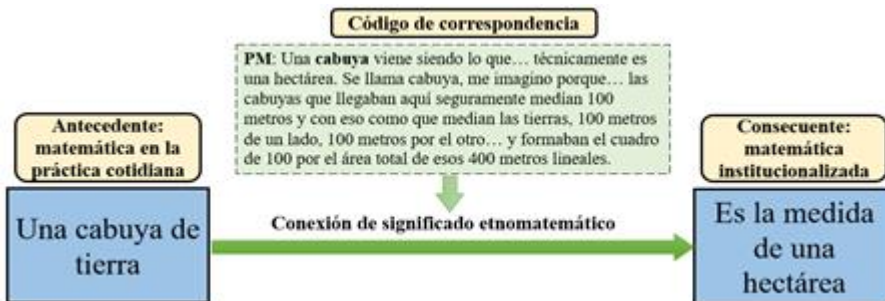 Código de correspondencia
PM: Una cabuya viene siendo lo que… técnicamente es
una hectárea. Se llama cabuya, me imagino porque… las
cabuyas que llegaban aquí seguramente medían 100
metros y con eso como que medían las tierras, 100 metros
de un lado, 100 metros por el otro… y formaban el cuadro
de 100 por el área total de esos 400 metros lineales.
Antecedente:
matemática en la
práctica cotidiana
Una cabuya de
tierra
Conexión de significado etnomatemático
Consecuente:
matemática
institucionalizada
Es la medida
de una
hectárea